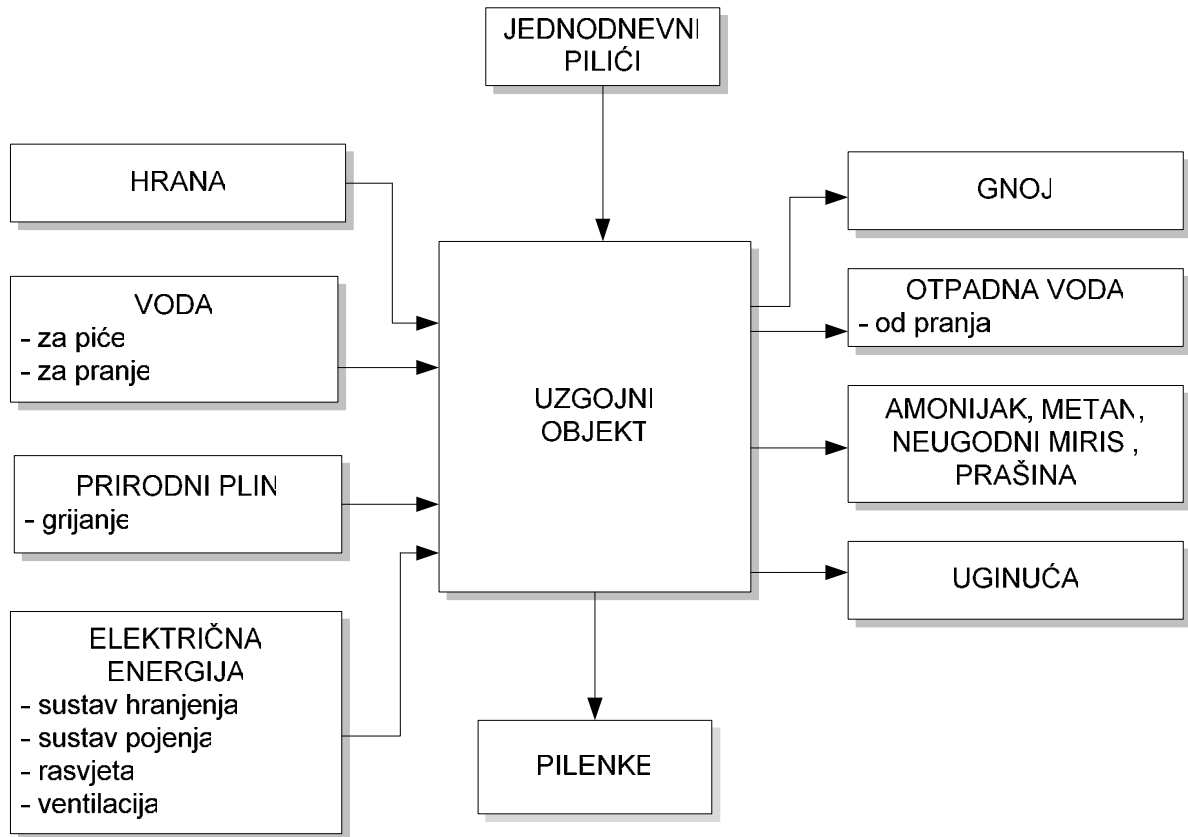 JEDNODNEVNI
PILIĆI
HRANA
VODA
- za piće
- za pranje
PRIRODNI PLIN
- grijanje
ELEKTRIČNA
ENERGIJA
- sustav hranjenja
- sustav pojenja
- rasvjeta
- ventilacija
UZGOJNI
OBJEKT
GNOJ
OTPADNA VODA
- od pranja
AMONIJAK, METAN,
NEUGODNI MIRIS ,
PRAŠINA
UGINUĆA
PILENKE